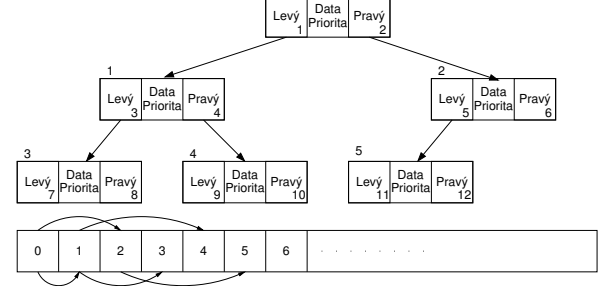 Levý 1 Data Priorita Pravý 2
1
2
Levý 3 Data Priorita Pravý 4
Levý 5 Data Priorita Pravý 6
3
4
5
Levý 7 Data Priorita Pravý 8
Levý 9 Data Priorita Pravý 10
Levý 11 Data Priorita Pravý 12
0 1 2 3 4 5 6 . . . . . . . .